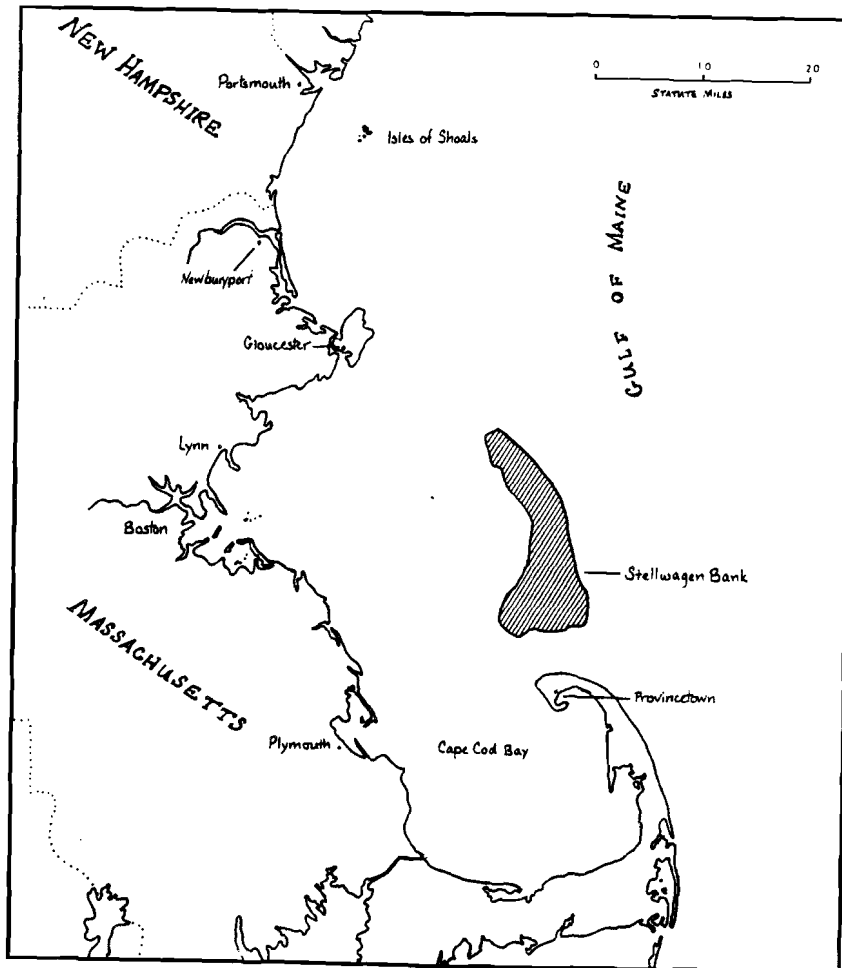 NEW HAMPSHIRE
Portsmouth
0 10 20
STATUTE MILES
Isles of Shoals
GULF OF MAINE
Newburyport
Gloucester
Lynn
Boston
Stellwagen Bank
MASSACHUSETTS
Provincetown
Plymouth
Cape Cod Bay